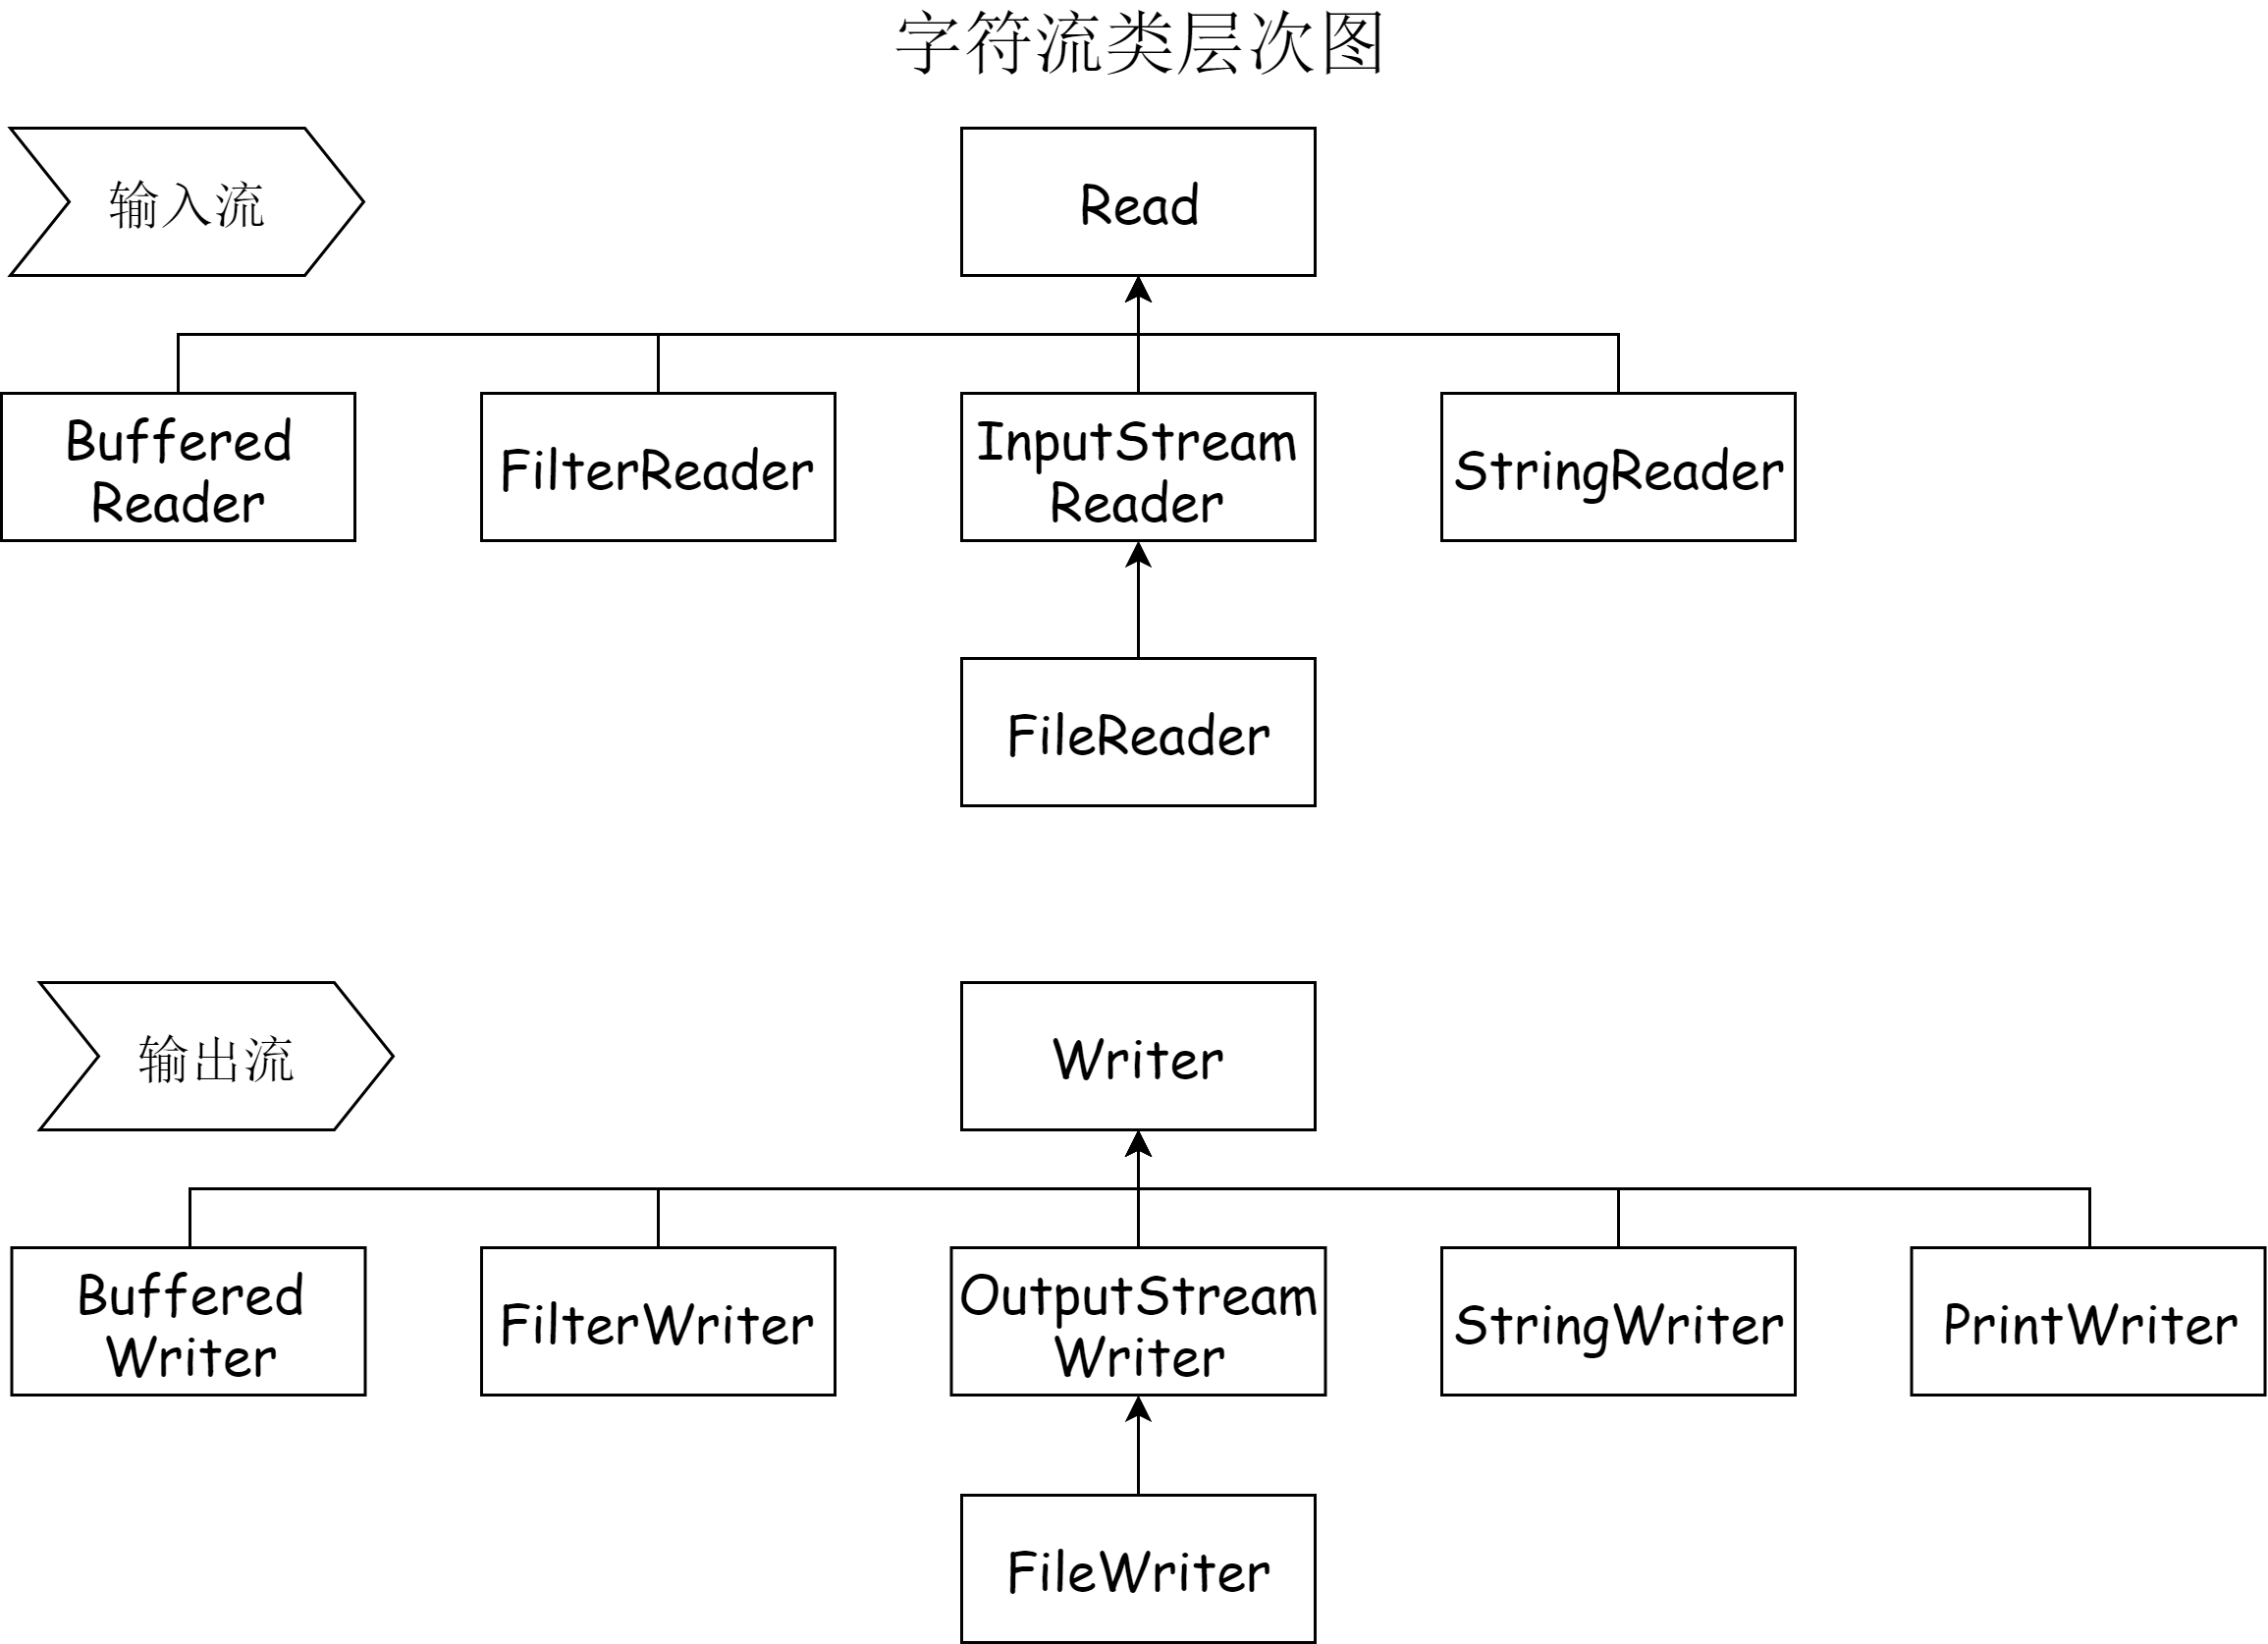 字符流类层次图
输入流
Read
Buffered
Reader
FilterReader
InputStream
Reader
StringReader
FileReader
输出流
Writer
Buffered
Writer
FilterWriter
OutputStream
Writer
StringWriter
PrintWriter
FileWriter